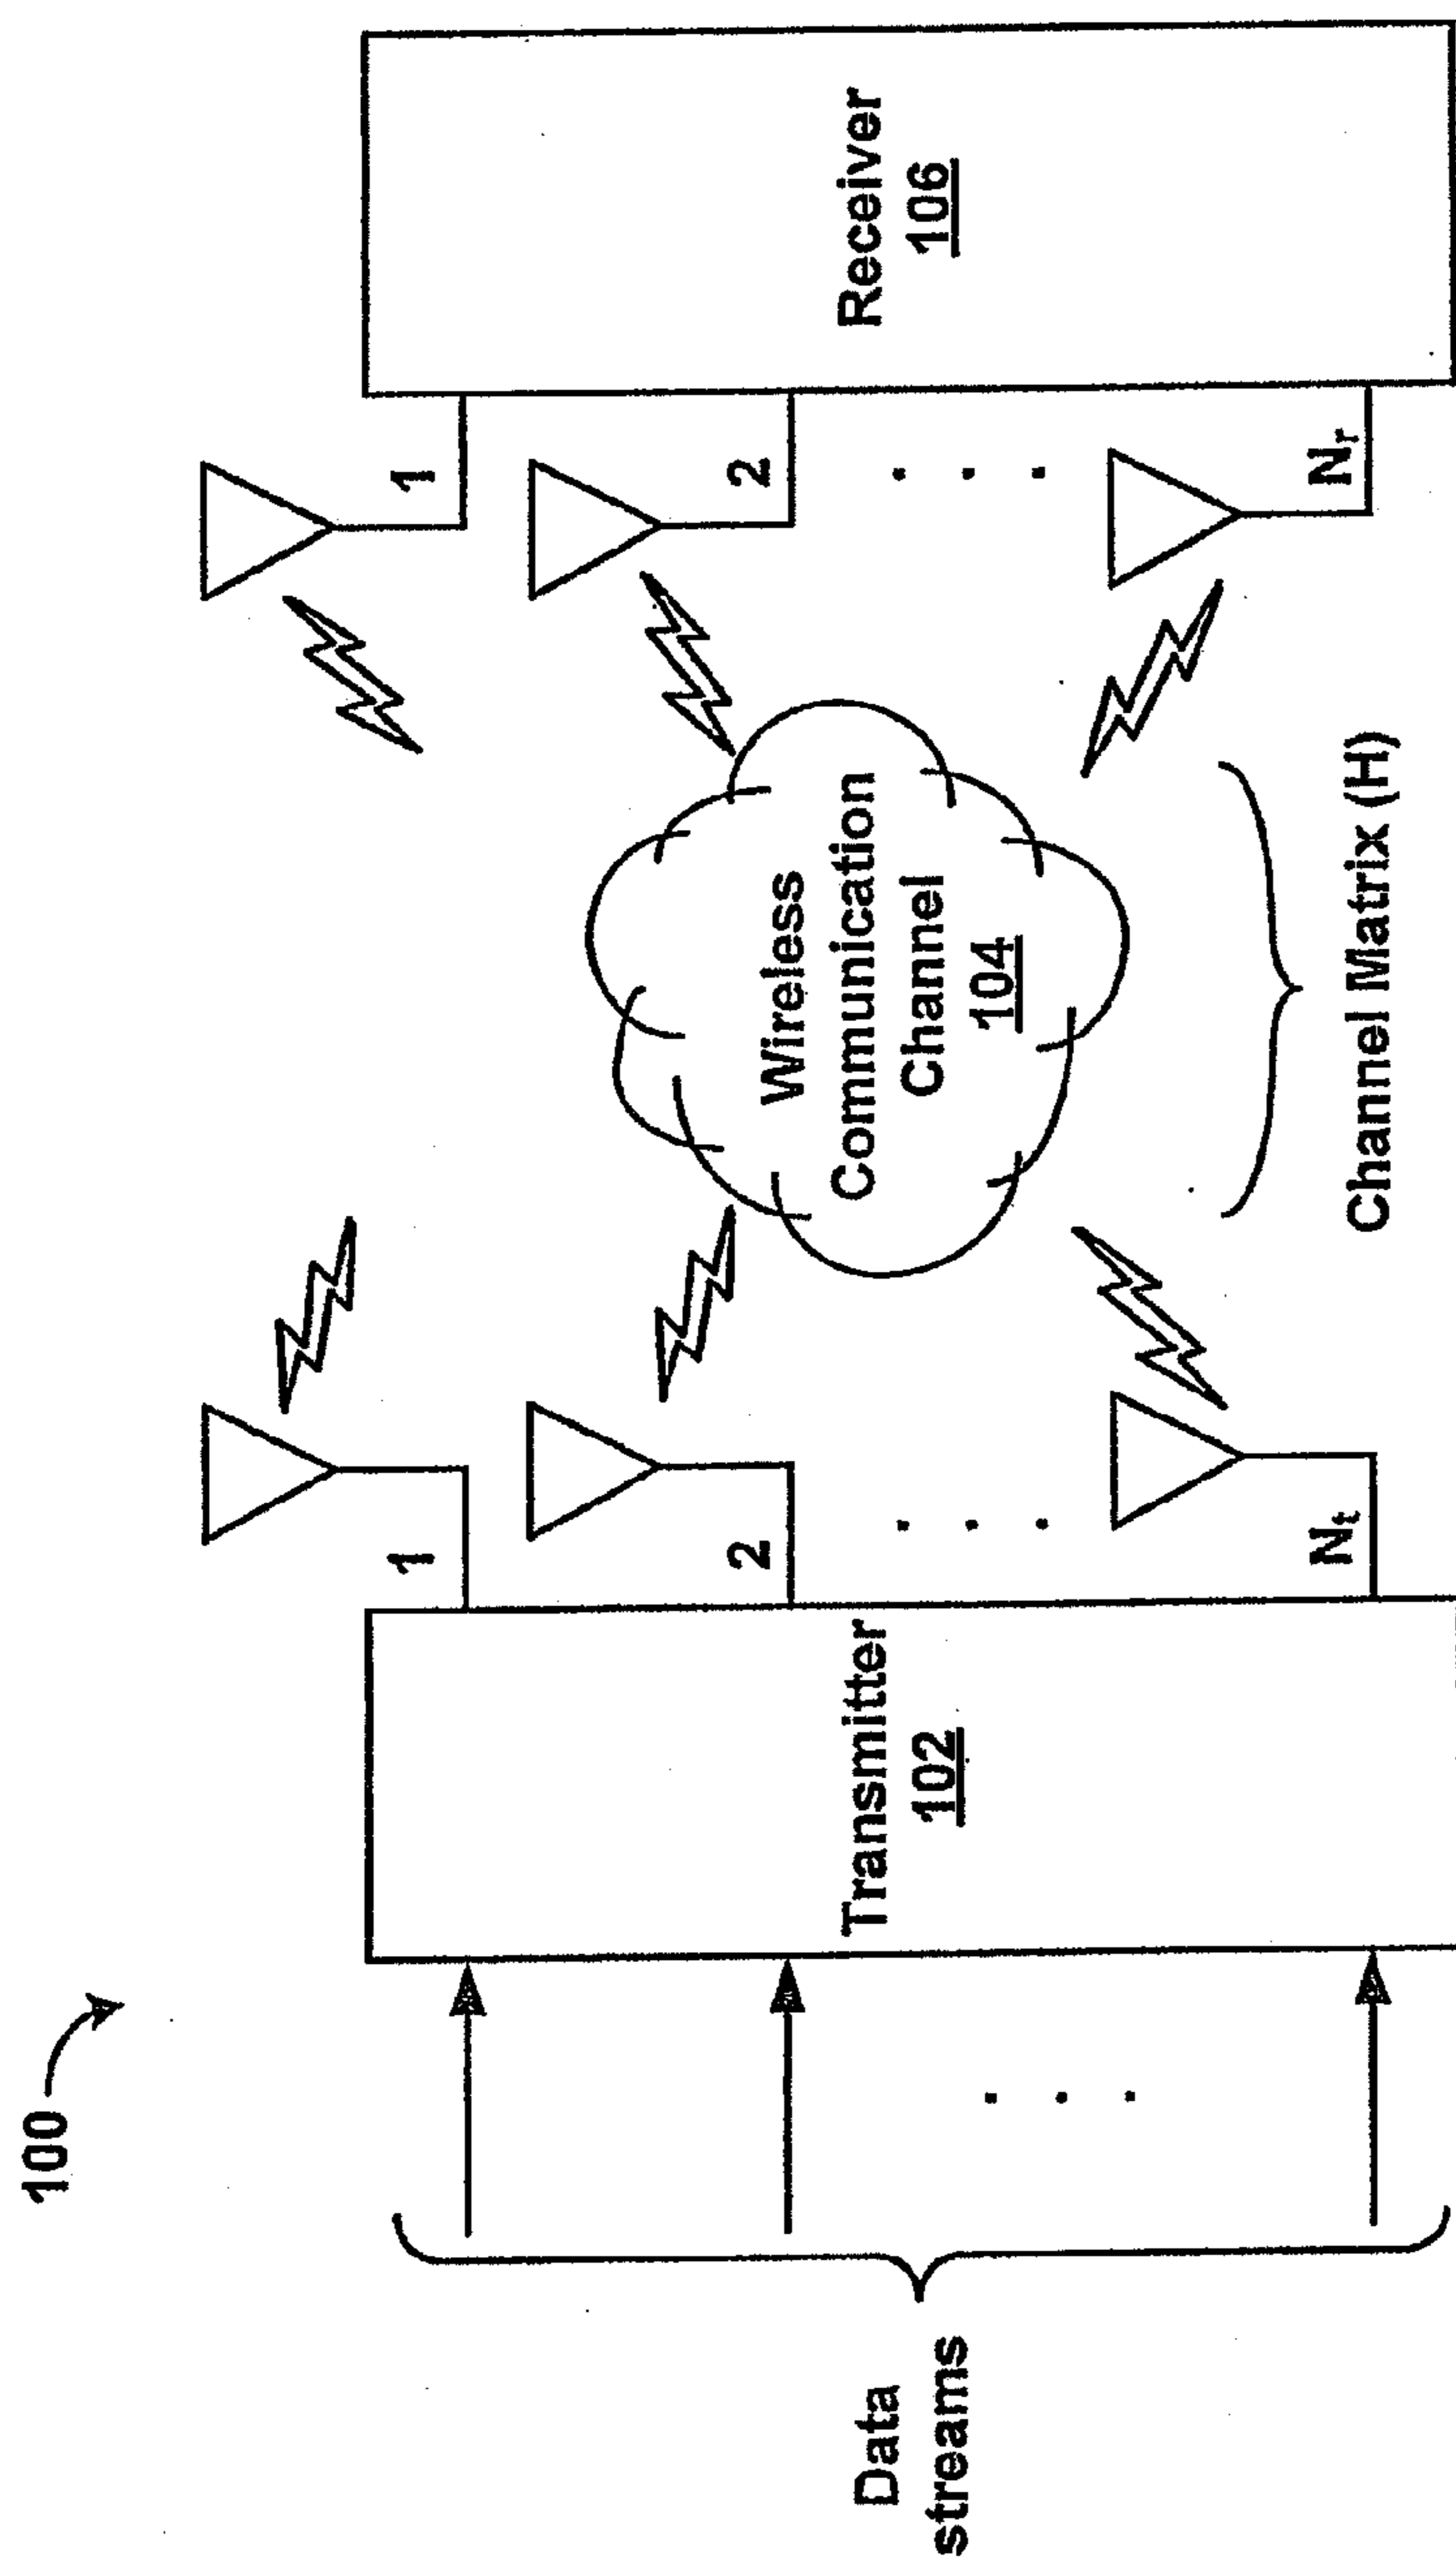 100
Data
streams
Transmitter
102
1
2
. . .
N_t
Wireless
Communication
Channel
104
Channel Matrix (H)
1
2
. . .
N_r
Receiver
106